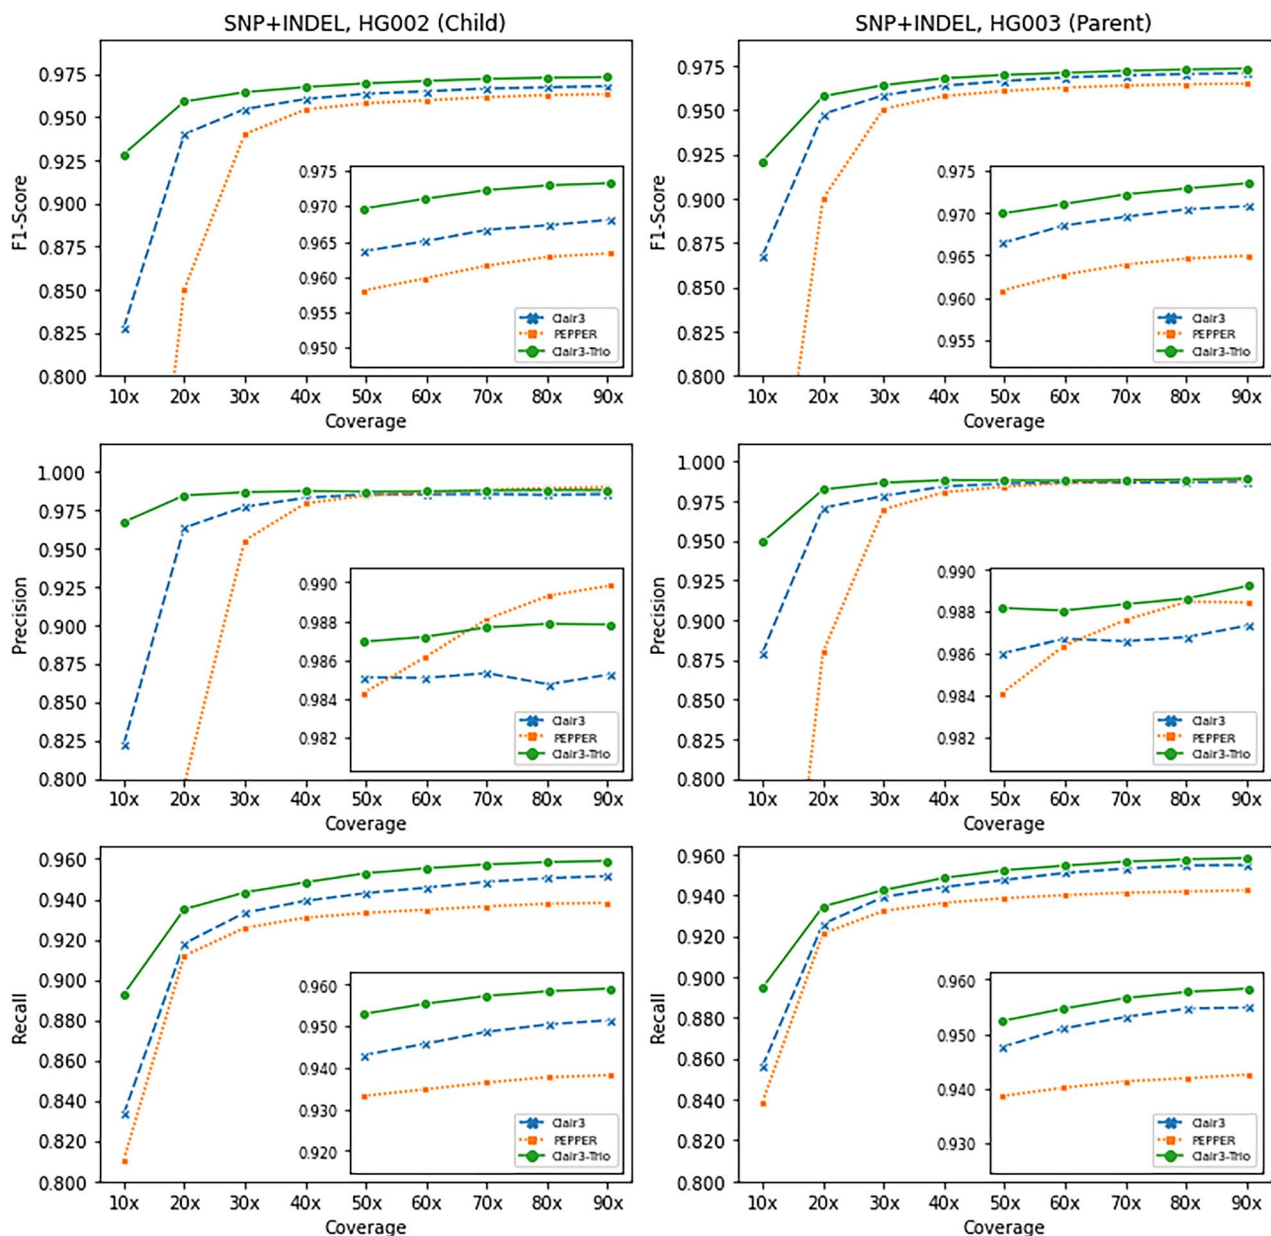 SNP+INDEL, HG002 (Child)
SNP+INDEL, HG003 (Parent)
F1-Score
0.975
0.950
0.925
0.900
0.875
0.850
0.825
0.800
0.975
0.970
0.965
0.960
0.955
0.950
Clair3
PEPPER
Clair3-Trio
10x 20x 30x 40x 50x 60x 70x 80x 90x
Coverage
F1-Score
0.975
0.950
0.925
0.900
0.875
0.850
0.825
0.800
0.975
0.970
0.965
0.960
0.955
Clair3
PEPPER
Clair3-Trio
10x 20x 30x 40x 50x 60x 70x 80x 90x
Coverage
Precision
1.000
0.975
0.950
0.925
0.900
0.875
0.850
0.825
0.800
0.990
0.988
0.986
0.984
0.982
Clair3
PEPPER
Clair3-Trio
10x 20x 30x 40x 50x 60x 70x 80x 90x
Coverage
Precision
1.000
0.975
0.950
0.925
0.900
0.875
0.850
0.825
0.800
0.990
0.988
0.986
0.984
0.982
Clair3
PEPPER
Clair3-Trio
10x 20x 30x 40x 50x 60x 70x 80x 90x
Coverage
Recall
0.960
0.940
0.920
0.900
0.880
0.860
0.840
0.820
0.800
0.960
0.950
0.940
0.930
0.920
Clair3
PEPPER
Clair3-Trio
10x 20x 30x 40x 50x 60x 70x 80x 90x
Coverage
Recall
0.960
0.940
0.920
0.900
0.880
0.860
0.840
0.820
0.800
0.960
0.950
0.940
0.930
Clair3
PEPPER
Clair3-Trio
10x 20x 30x 40x 50x 60x 70x 80x 90x
Coverage